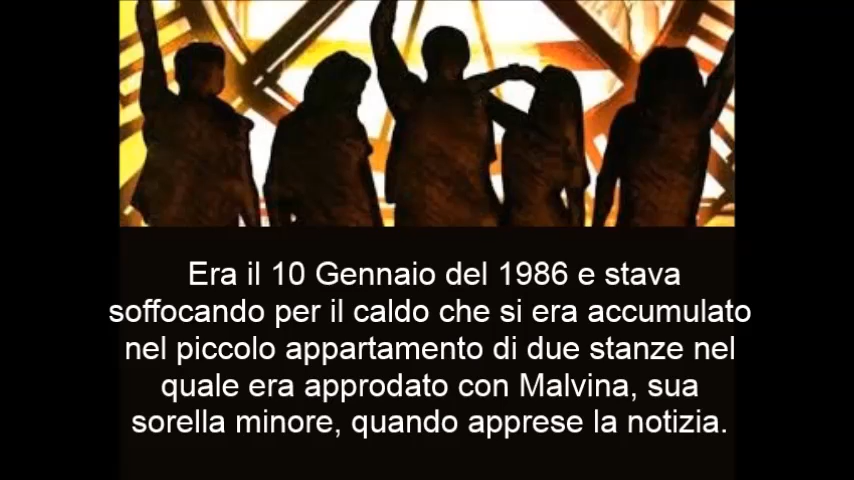 Era il 10 Gennaio del 1986 e stava
soffocando per il caldo che si era accumulato
nel piccolo appartamento di due stanze nel
quale era approdato con Malvina, sua
sorella minore, quando apprese la notizia.